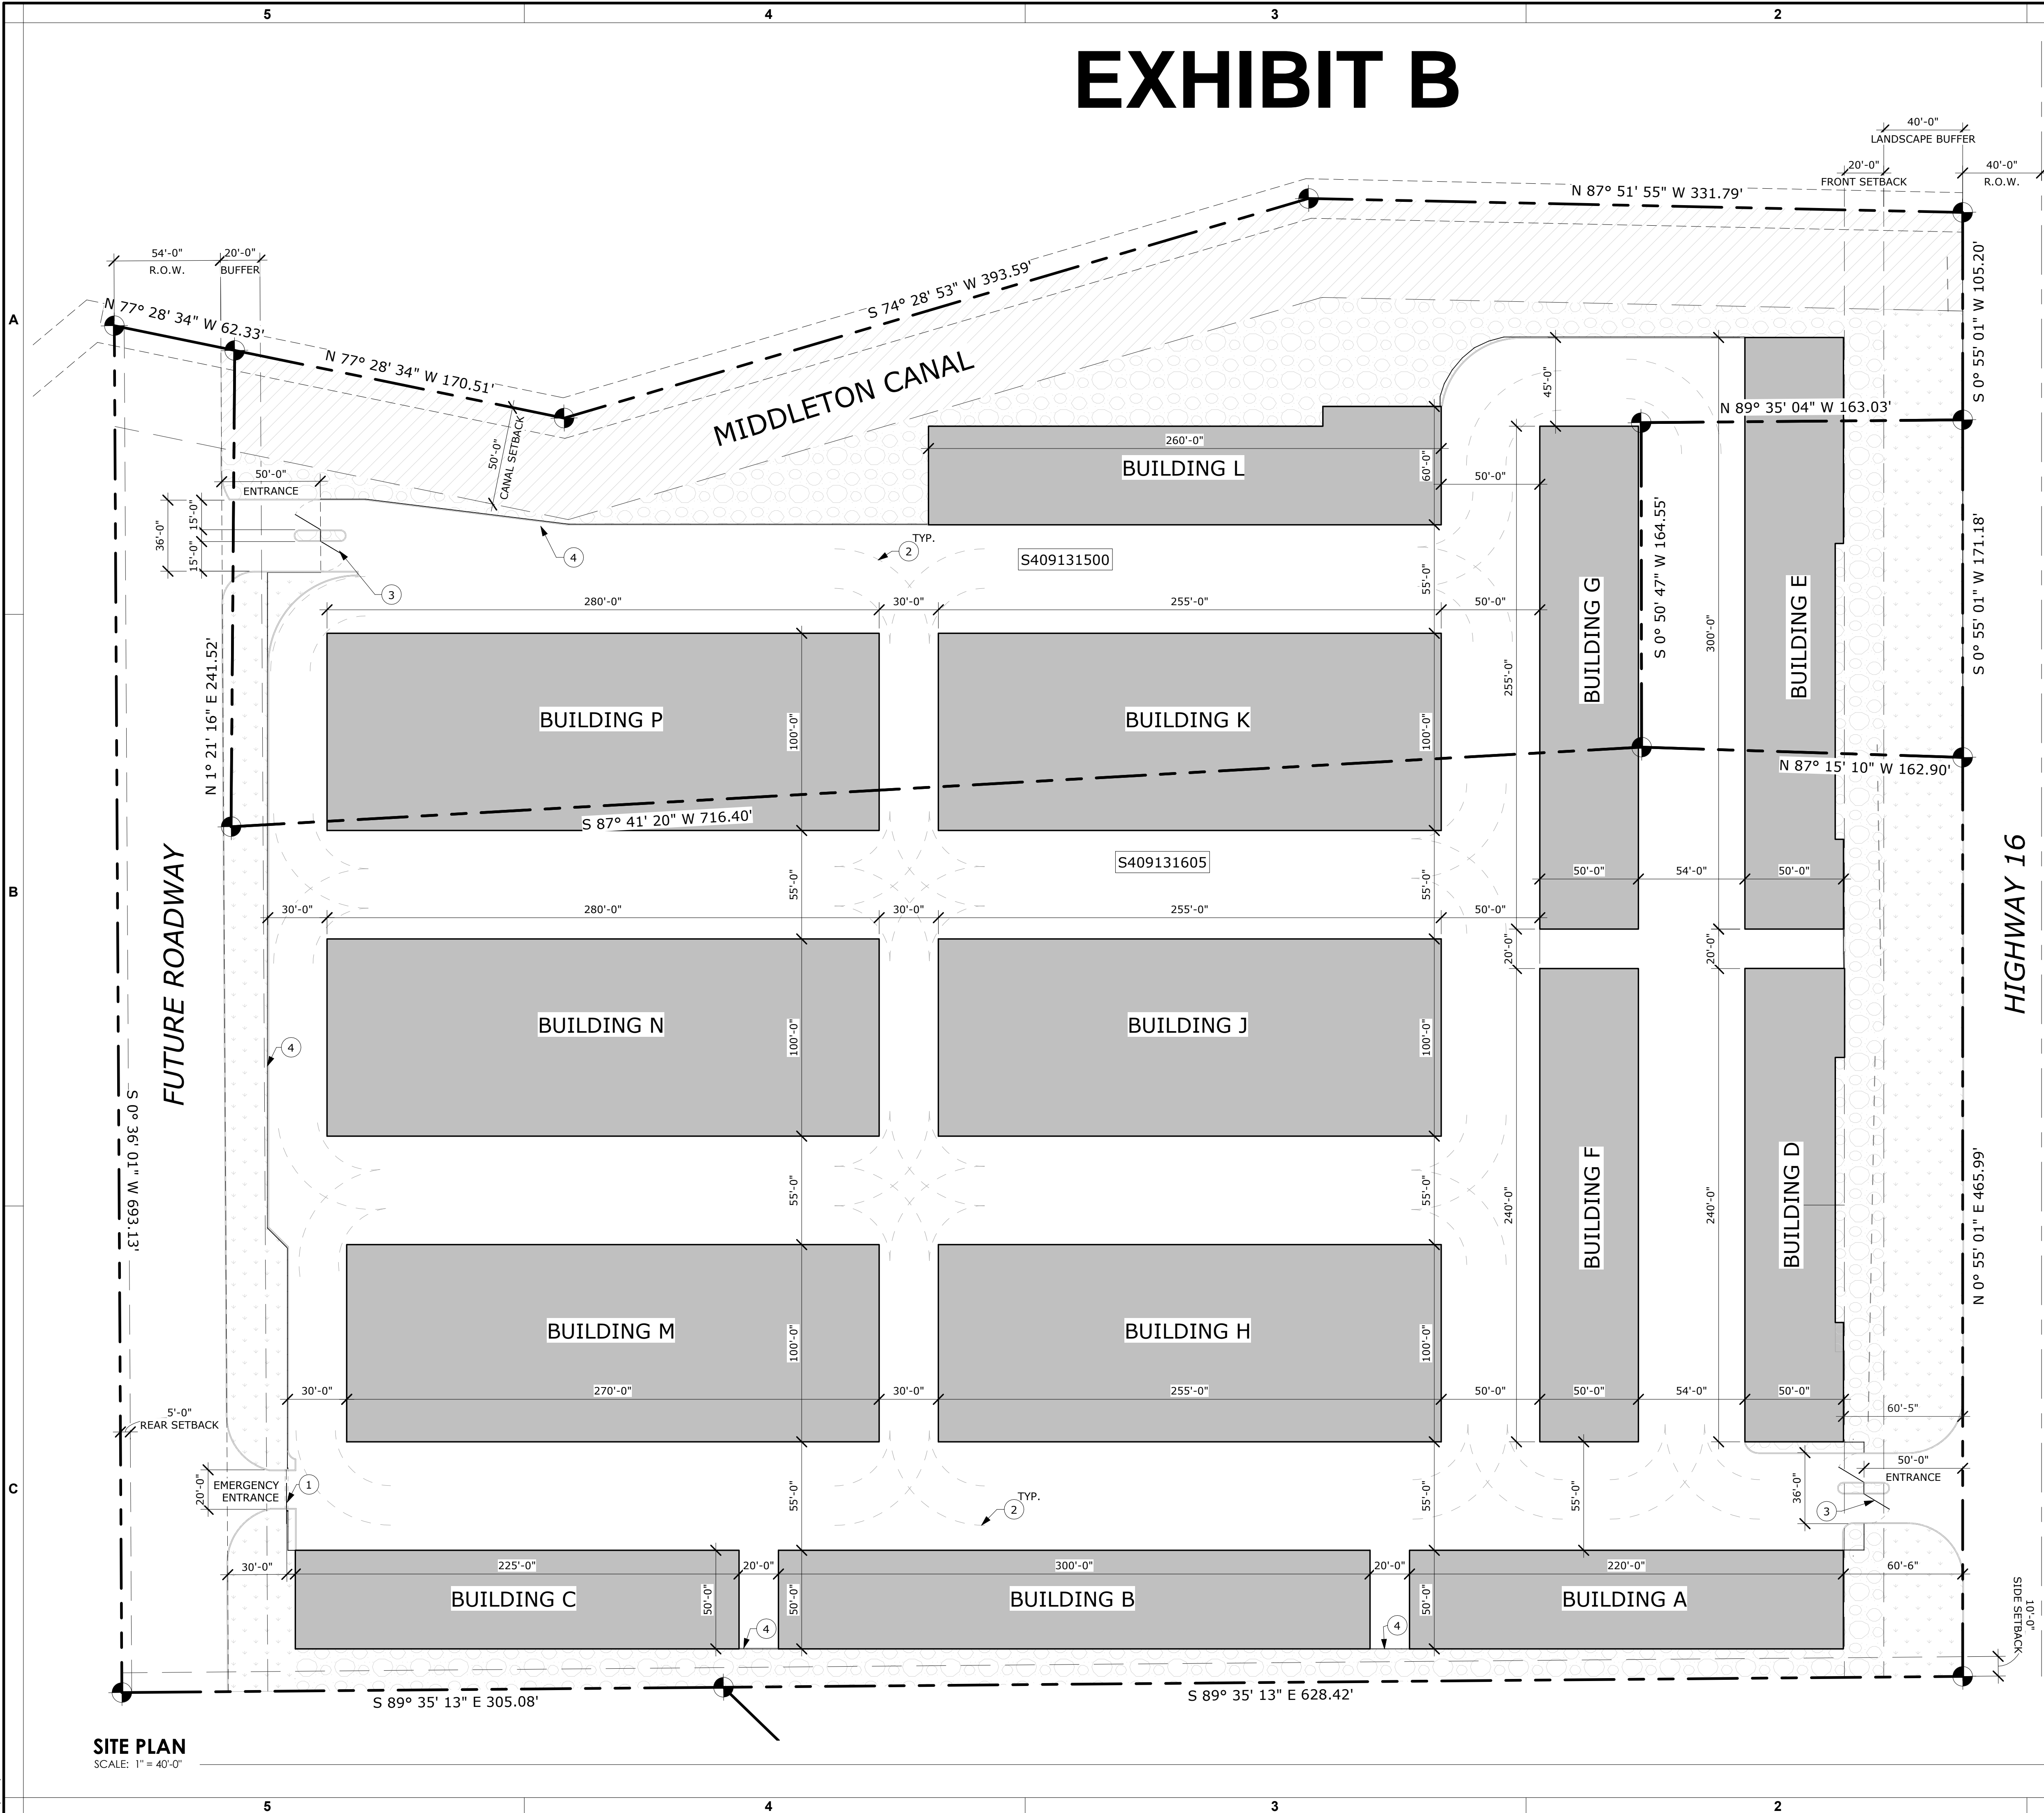 5
4
3
2
EXHIBIT B
40'-0"
LANDSCAPE BUFFER
20'-0"
FRONT SETBACK
40'-0"
R.O.W.
N 87° 51' 55" W 331.79'
54'-0"
R.O.W.
20'-0"
BUFFER
S 74° 28' 53" W 393.59'
S 0° 55' 01" W 105.20'
A
N 77° 28' 34" W 62.33'
N 77° 28' 34" W 170.51'
MIDDLETON CANAL
45'-0"
N 89° 35' 04" W 163.03'
50'-0"
CANAL SETBACK
260'-0"
BUILDING L
60'-0"
50'-0"
50'-0"
ENTRANCE
36'-0"
15'-0"
15'-0"
4
2
TYP.
S409131500
3
55'-0"
S 0° 50' 47" W 164.55'
S 0° 55' 01" W 171.18'
280'-0"
30'-0"
255'-0"
50'-0"
BUILDING G
BUILDING E
300'-0"
255'-0"
N 1° 21' 16" E 241.52'
BUILDING P
100'-0"
BUILDING K
100'-0"
N 87° 15' 10" W 162.90'
S 87° 41' 20" W 716.40'
S409131605
FUTURE ROADWAY
HIGHWAY 16
B
55'-0"
55'-0"
50'-0"
54'-0"
50'-0"
30'-0"
280'-0"
30'-0"
255'-0"
50'-0"
20'-0"
20'-0"
BUILDING N
100'-0"
BUILDING J
100'-0"
4
S 0° 36' 01" W 693.13'
55'-0"
55'-0"
240'-0"
240'-0"
BUILDING F
BUILDING D
N 0° 55' 01" E 465.99'
BUILDING M
100'-0"
BUILDING H
100'-0"
30'-0"
270'-0"
30'-0"
255'-0"
50'-0"
50'-0"
54'-0"
50'-0"
5'-0"
REAR SETBACK
60'-5"
C
20'-0"
EMERGENCY
ENTRANCE
1
50'-0"
ENTRANCE
36'-0"
3
55'-0"
55'-0"
55'-0"
2
TYP.
30'-0"
225'-0"
20'-0"
300'-0"
20'-0"
220'-0"
60'-6"
BUILDING C
50'-0"
50'-0"
BUILDING B
50'-0"
BUILDING A
4
4
10'-0"
SIDE SETBACK
S 89° 35' 13" E 305.08'
S 89° 35' 13" E 628.42'
SITE PLAN
SCALE: 1" = 40'-0"
5
4
3
2